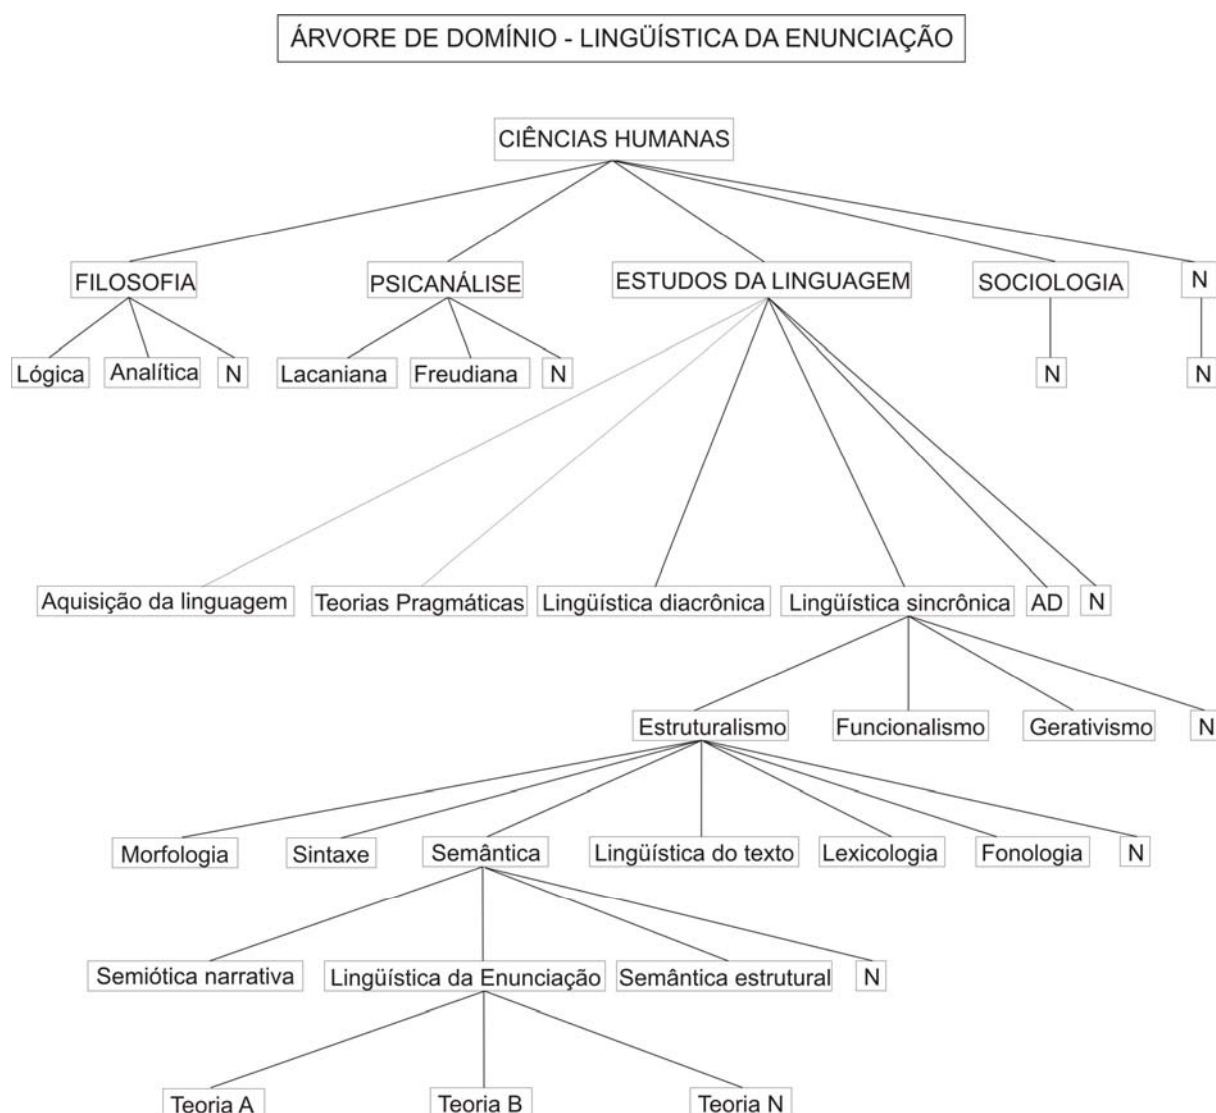 ÁRVORE DE DOMÍNIO - LINGÜÍSTICA DA ENUNCIAÇÃO
CIÊNCIAS HUMANAS
FILOSOFIA PSICANÁLISE ESTUDOS DA LINGUAGEM SOCIOLOGIA N
Lógica Analítica N Lacaniana Freudiana N N N
Aquisição da linguagem Teorias Pragmáticas Lingüística diacrônica Lingüística sincrônica AD N
Estruturalismo Funcionalismo Gerativismo N
Morfologia Sintaxe Semântica Lingüística do texto Lexicologia Fonologia N
Semiótica narrativa Lingüística da Enunciação Semântica estrutural N
Teoria A Teoria B Teoria N